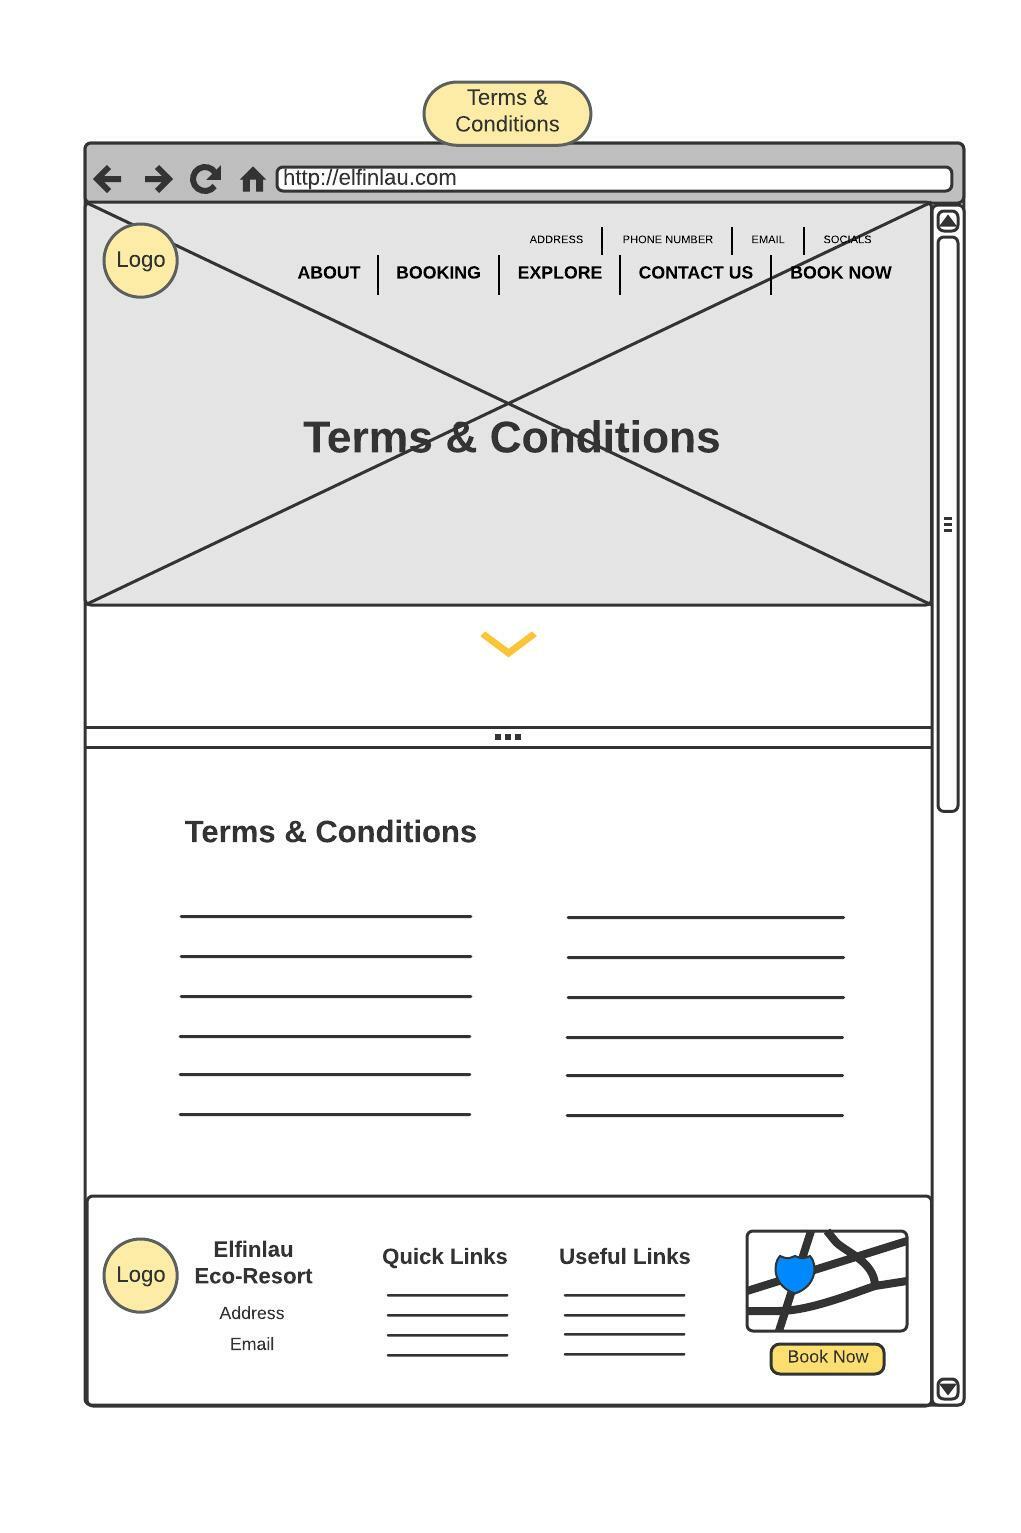 Terms &
Conditions
http://elfinlau.com
Logo
ADDRESS PHONE NUMBER EMAIL SOCIALS
ABOUT BOOKING EXPLORE CONTACT US BOOK NOW
Terms & Conditions
Terms & Conditions
Logo
Elfinlau
Eco-Resort
Address
Email
Quick Links
Useful Links
Book Now